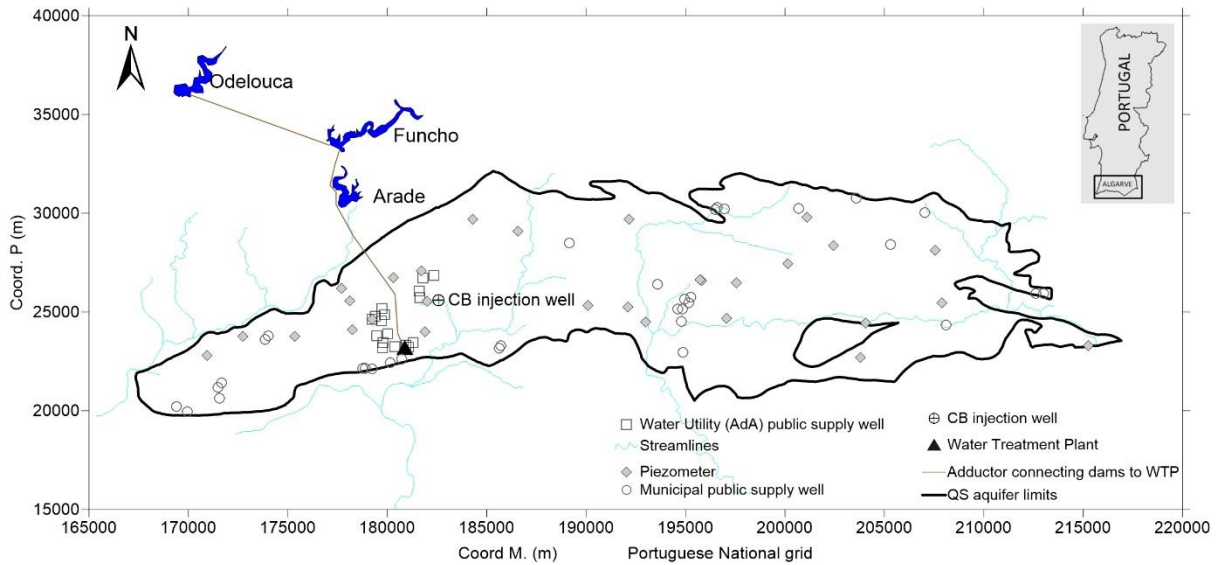 40000
35000
30000
25000
20000
15000
Coord. P (m)
N
Odelouca
Funcho
Arade
CB injection well
PORTUGAL
ALGARVE
Water Utility (AdA) public supply well
Streamlines
Piezometer
Municipal public supply well
CB injection well
Water Treatment Plant
Adductor connecting dams to WTP
QS aquifer limits
165000 170000 175000 180000 185000 190000 195000 200000 205000 210000 215000 220000
Coord M. (m) Portuguese National grid